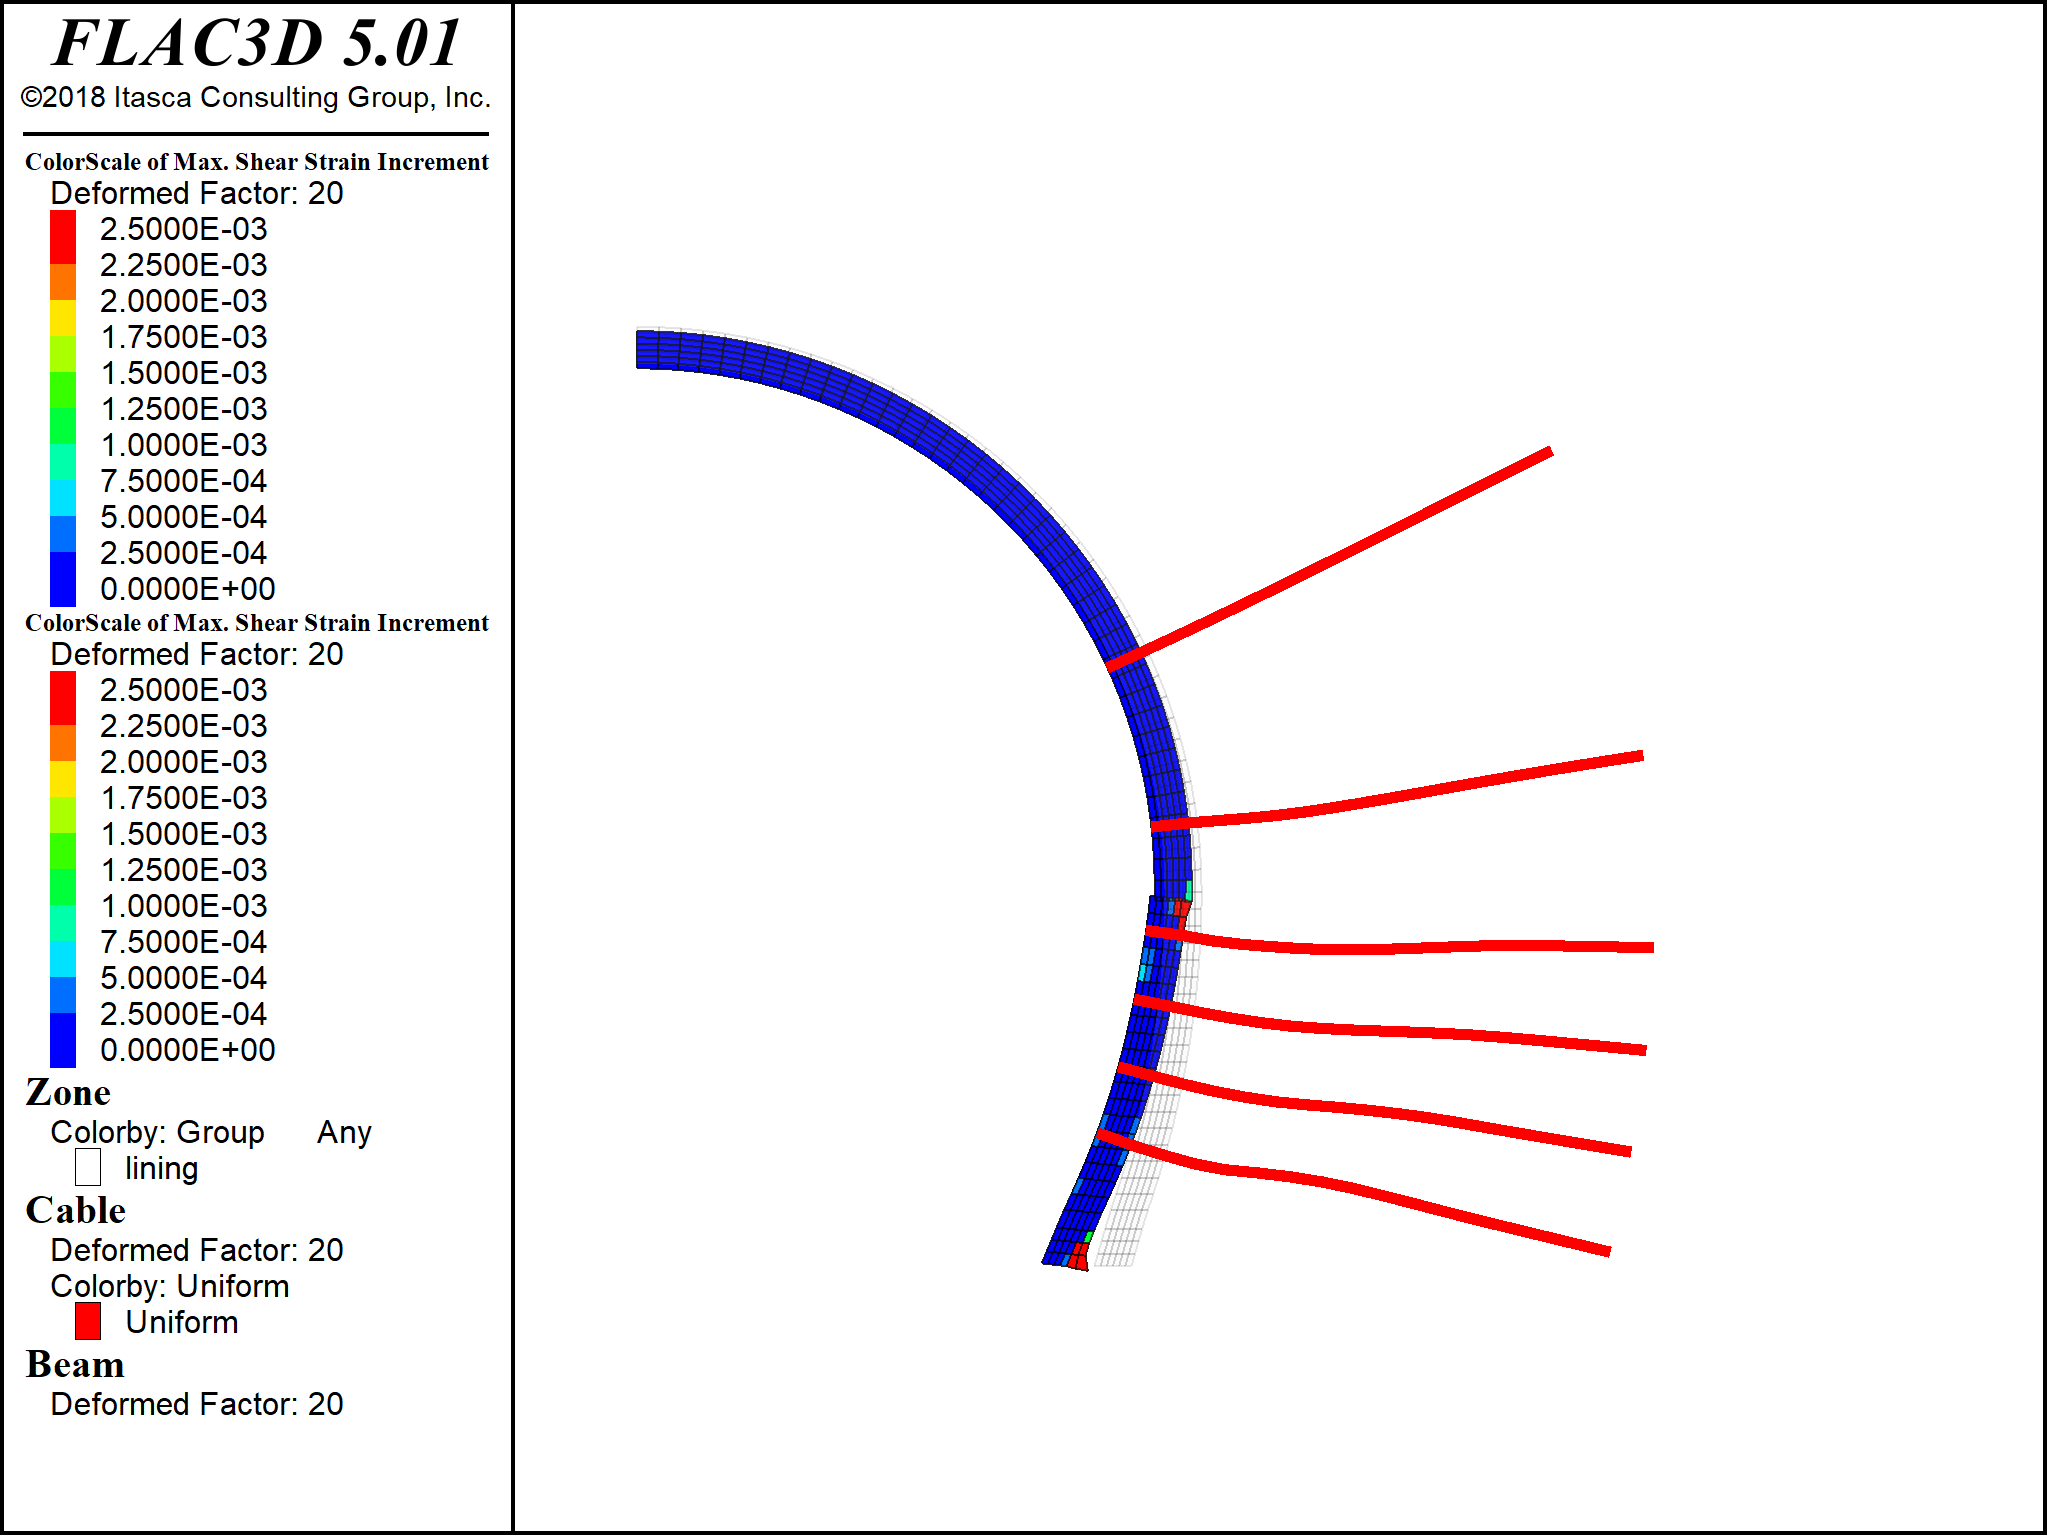 FLAC3D 5.01
©2018 Itasca Consulting Group, Inc.
ColorScale of Max. Shear Strain Increment
Deformed Factor: 20
2.5000E-03
2.2500E-03
2.0000E-03
1.7500E-03
1.5000E-03
1.2500E-03
1.0000E-03
7.5000E-04
5.0000E-04
2.5000E-04
0.0000E+00
ColorScale of Max. Shear Strain Increment
Deformed Factor: 20
2.5000E-03
2.2500E-03
2.0000E-03
1.7500E-03
1.5000E-03
1.2500E-03
1.0000E-03
7.5000E-04
5.0000E-04
2.5000E-04
0.0000E+00
Zone
Colorby: Group Any
lining
Cable
Deformed Factor: 20
Colorby: Uniform
Uniform
Beam
Deformed Factor: 20